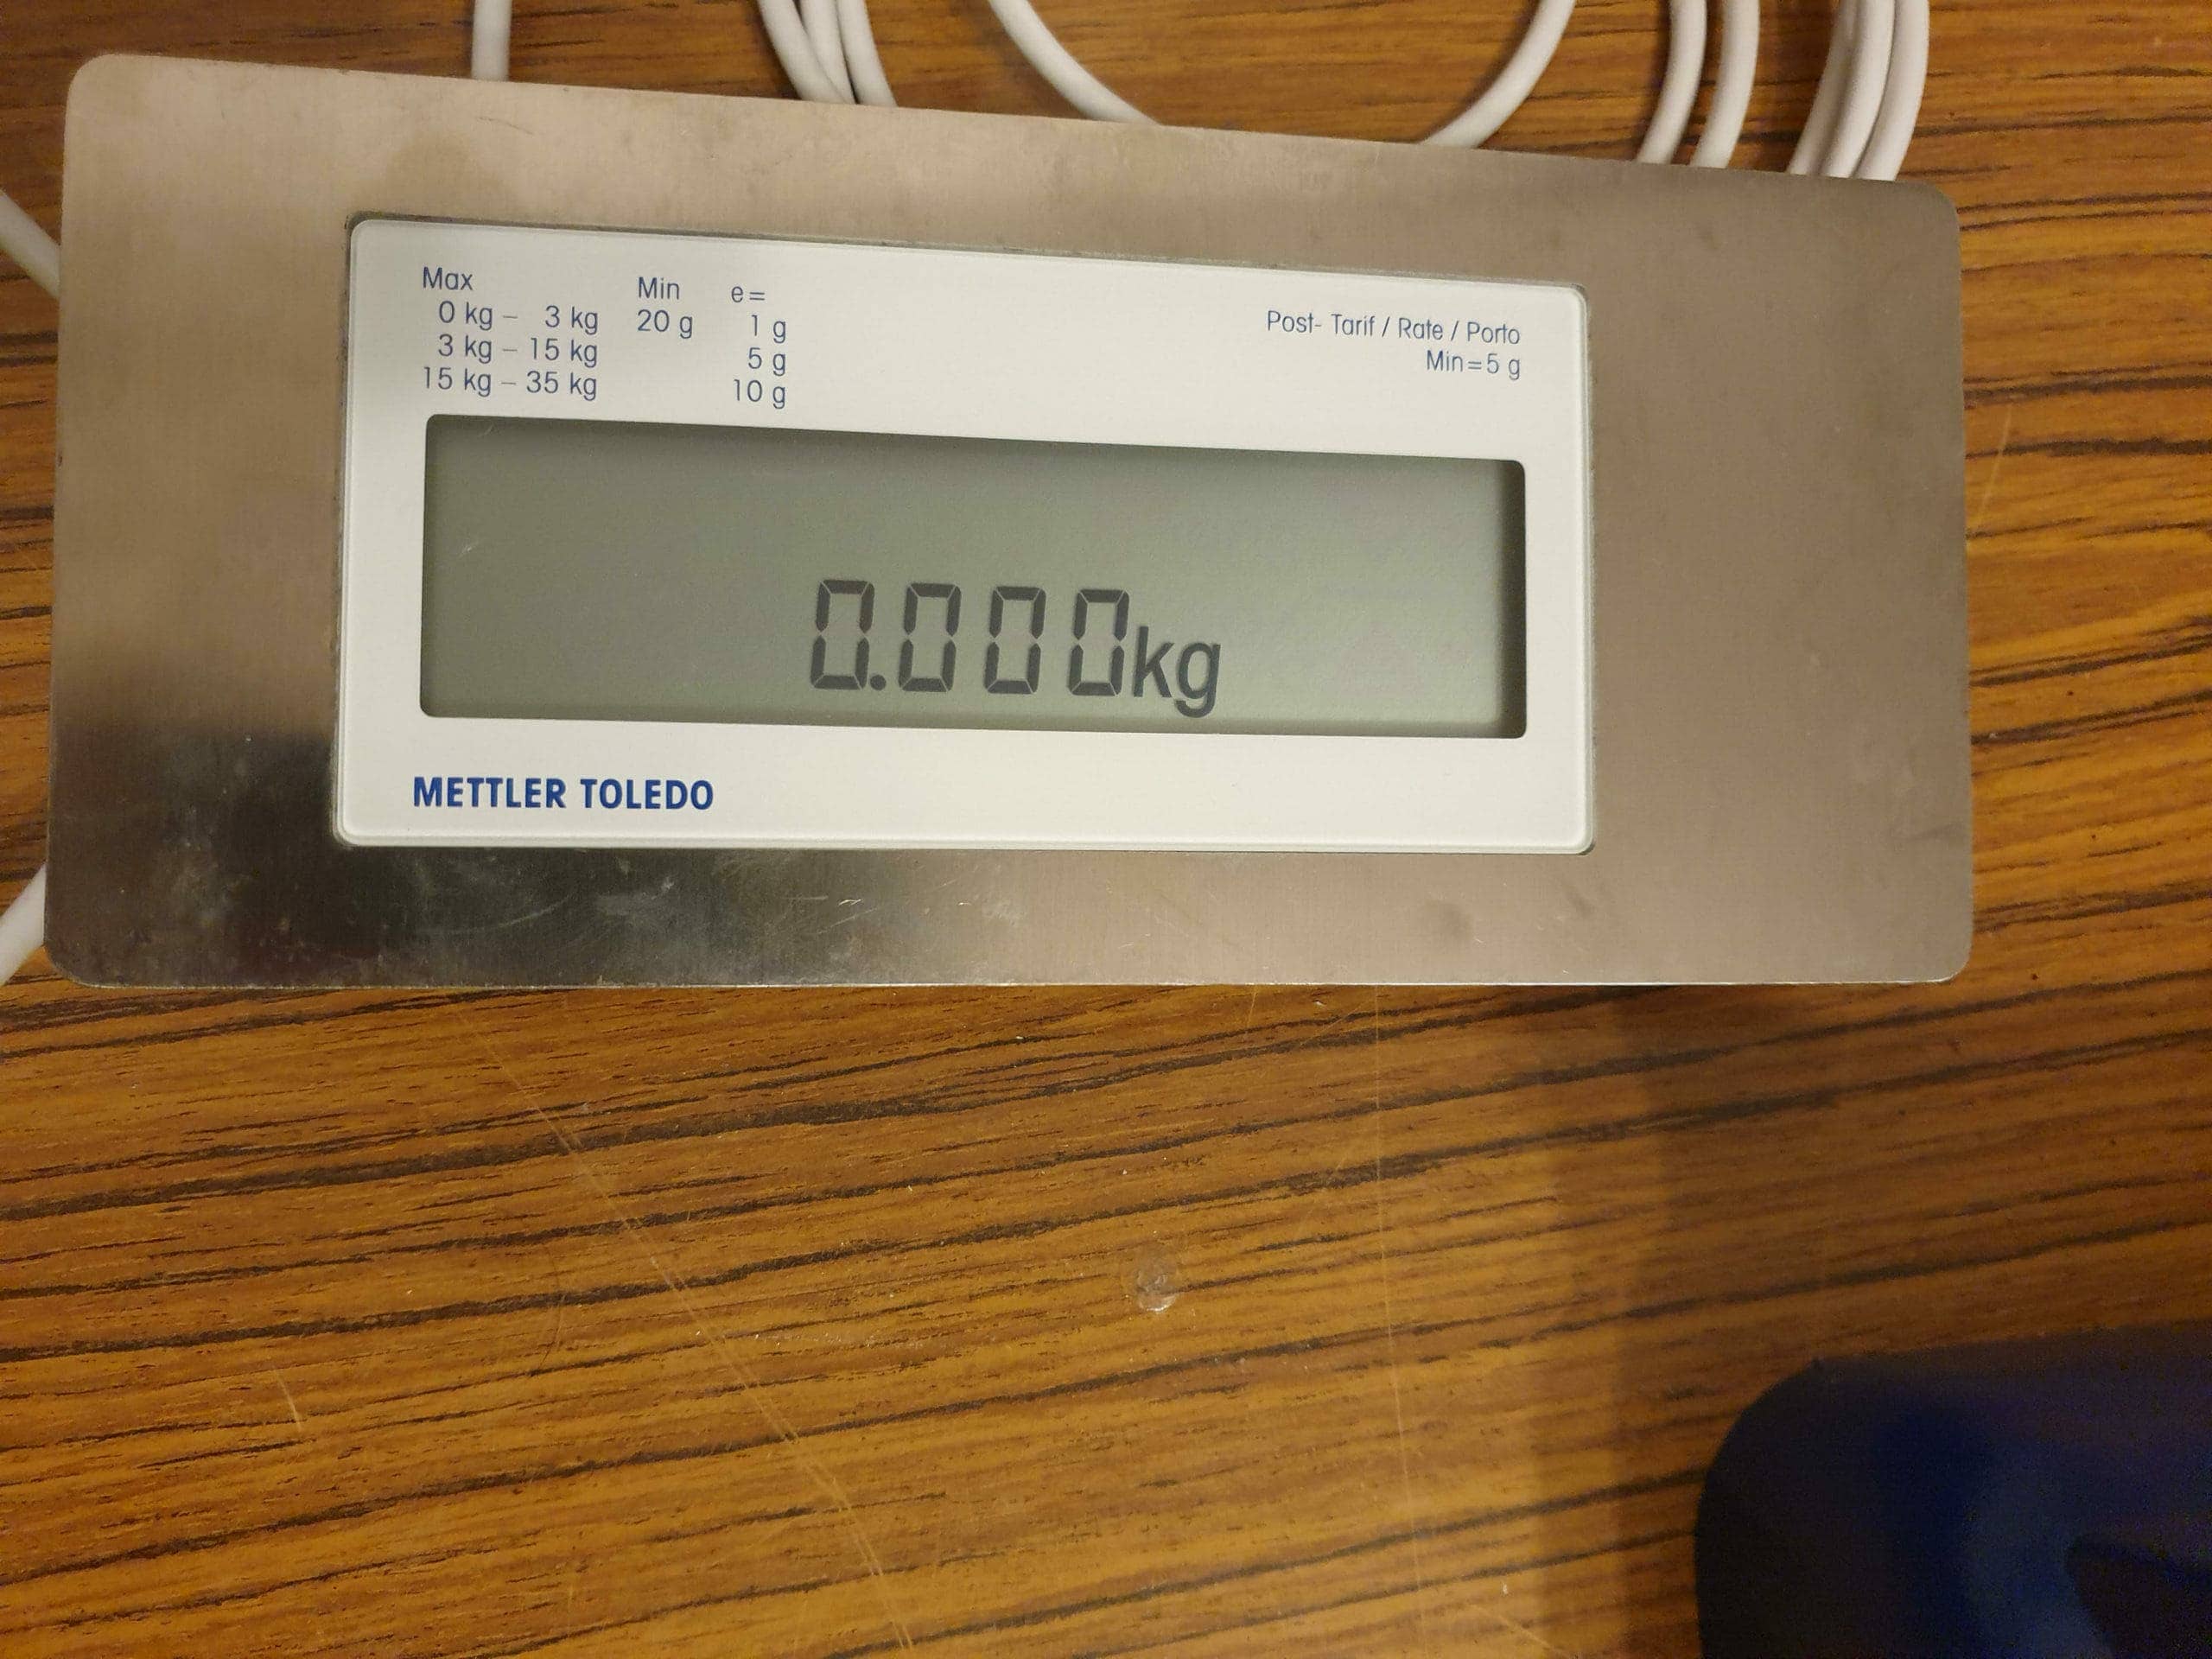 Max Min e=
0 kg – 3 kg 20 g 1 g
3 kg – 15 kg 5 g
15 kg – 35 kg 10 g
Post- Tarif / Rate / Porto
Min=5 g
0.000kg
METTLER TOLEDO